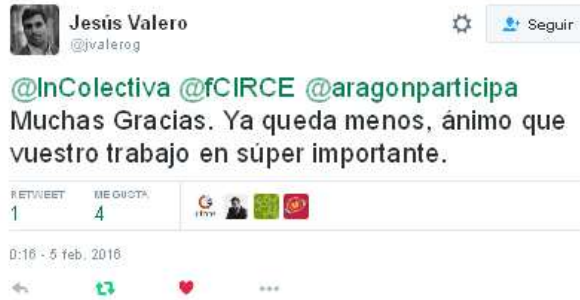 Jesús Valero
@jvalerog
Seguir
@InColectiva @fCIRCE @aragonparticipa
Muchas Gracias. Ya queda menos, ánimo que
vuestro trabajo en súper importante.
RETWEET ME GUSTA
1 4
circe
0:16 - 5 feb. 2016